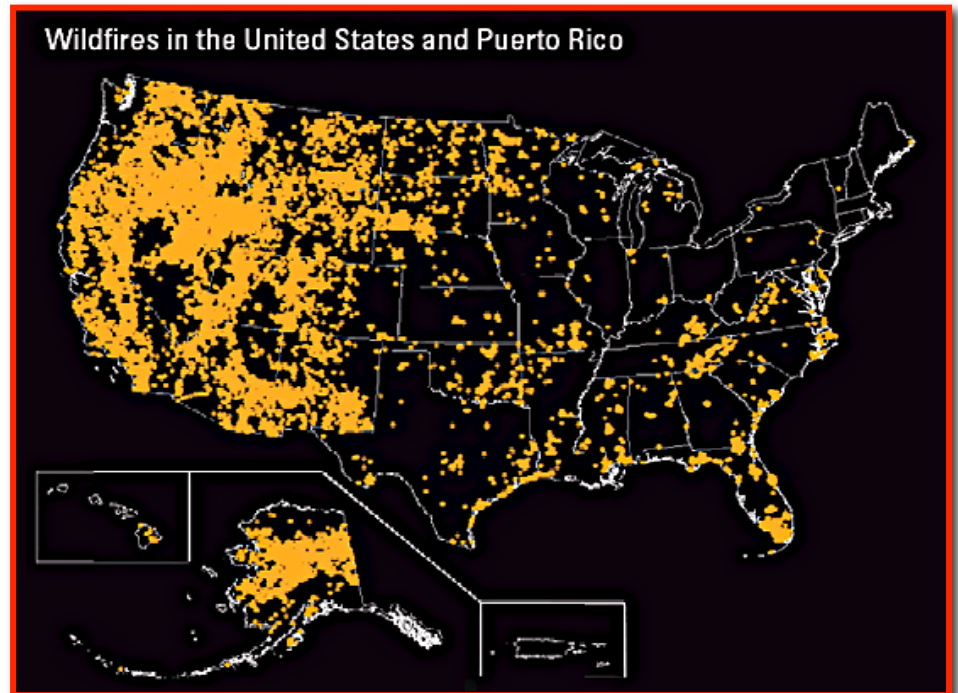 Wildfires in the United States and Puerto Rico